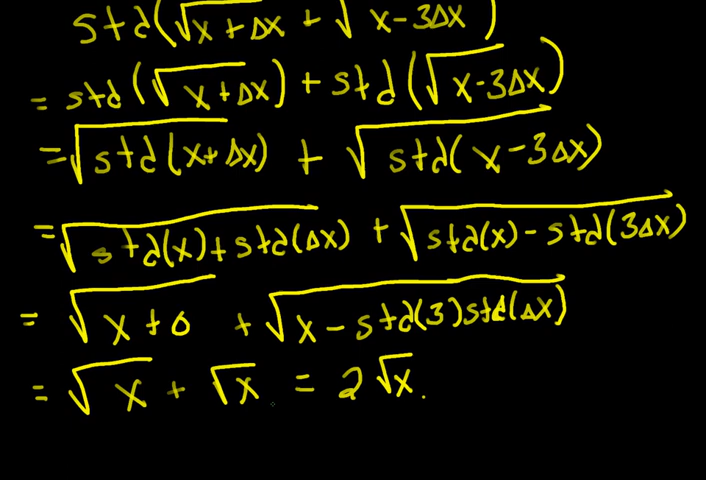 std(√(x+Δx) + √(x-3Δx))
= std(√(x+Δx)) + std(√(x-3Δx))
= √(std(x+Δx)) + √(std(x-3Δx))
= √(std(x)+std(Δx)) + √(std(x)-std(3Δx))
= √(x+0) + √(x-std(3)std(Δx))
= √x + √x = 2√x.